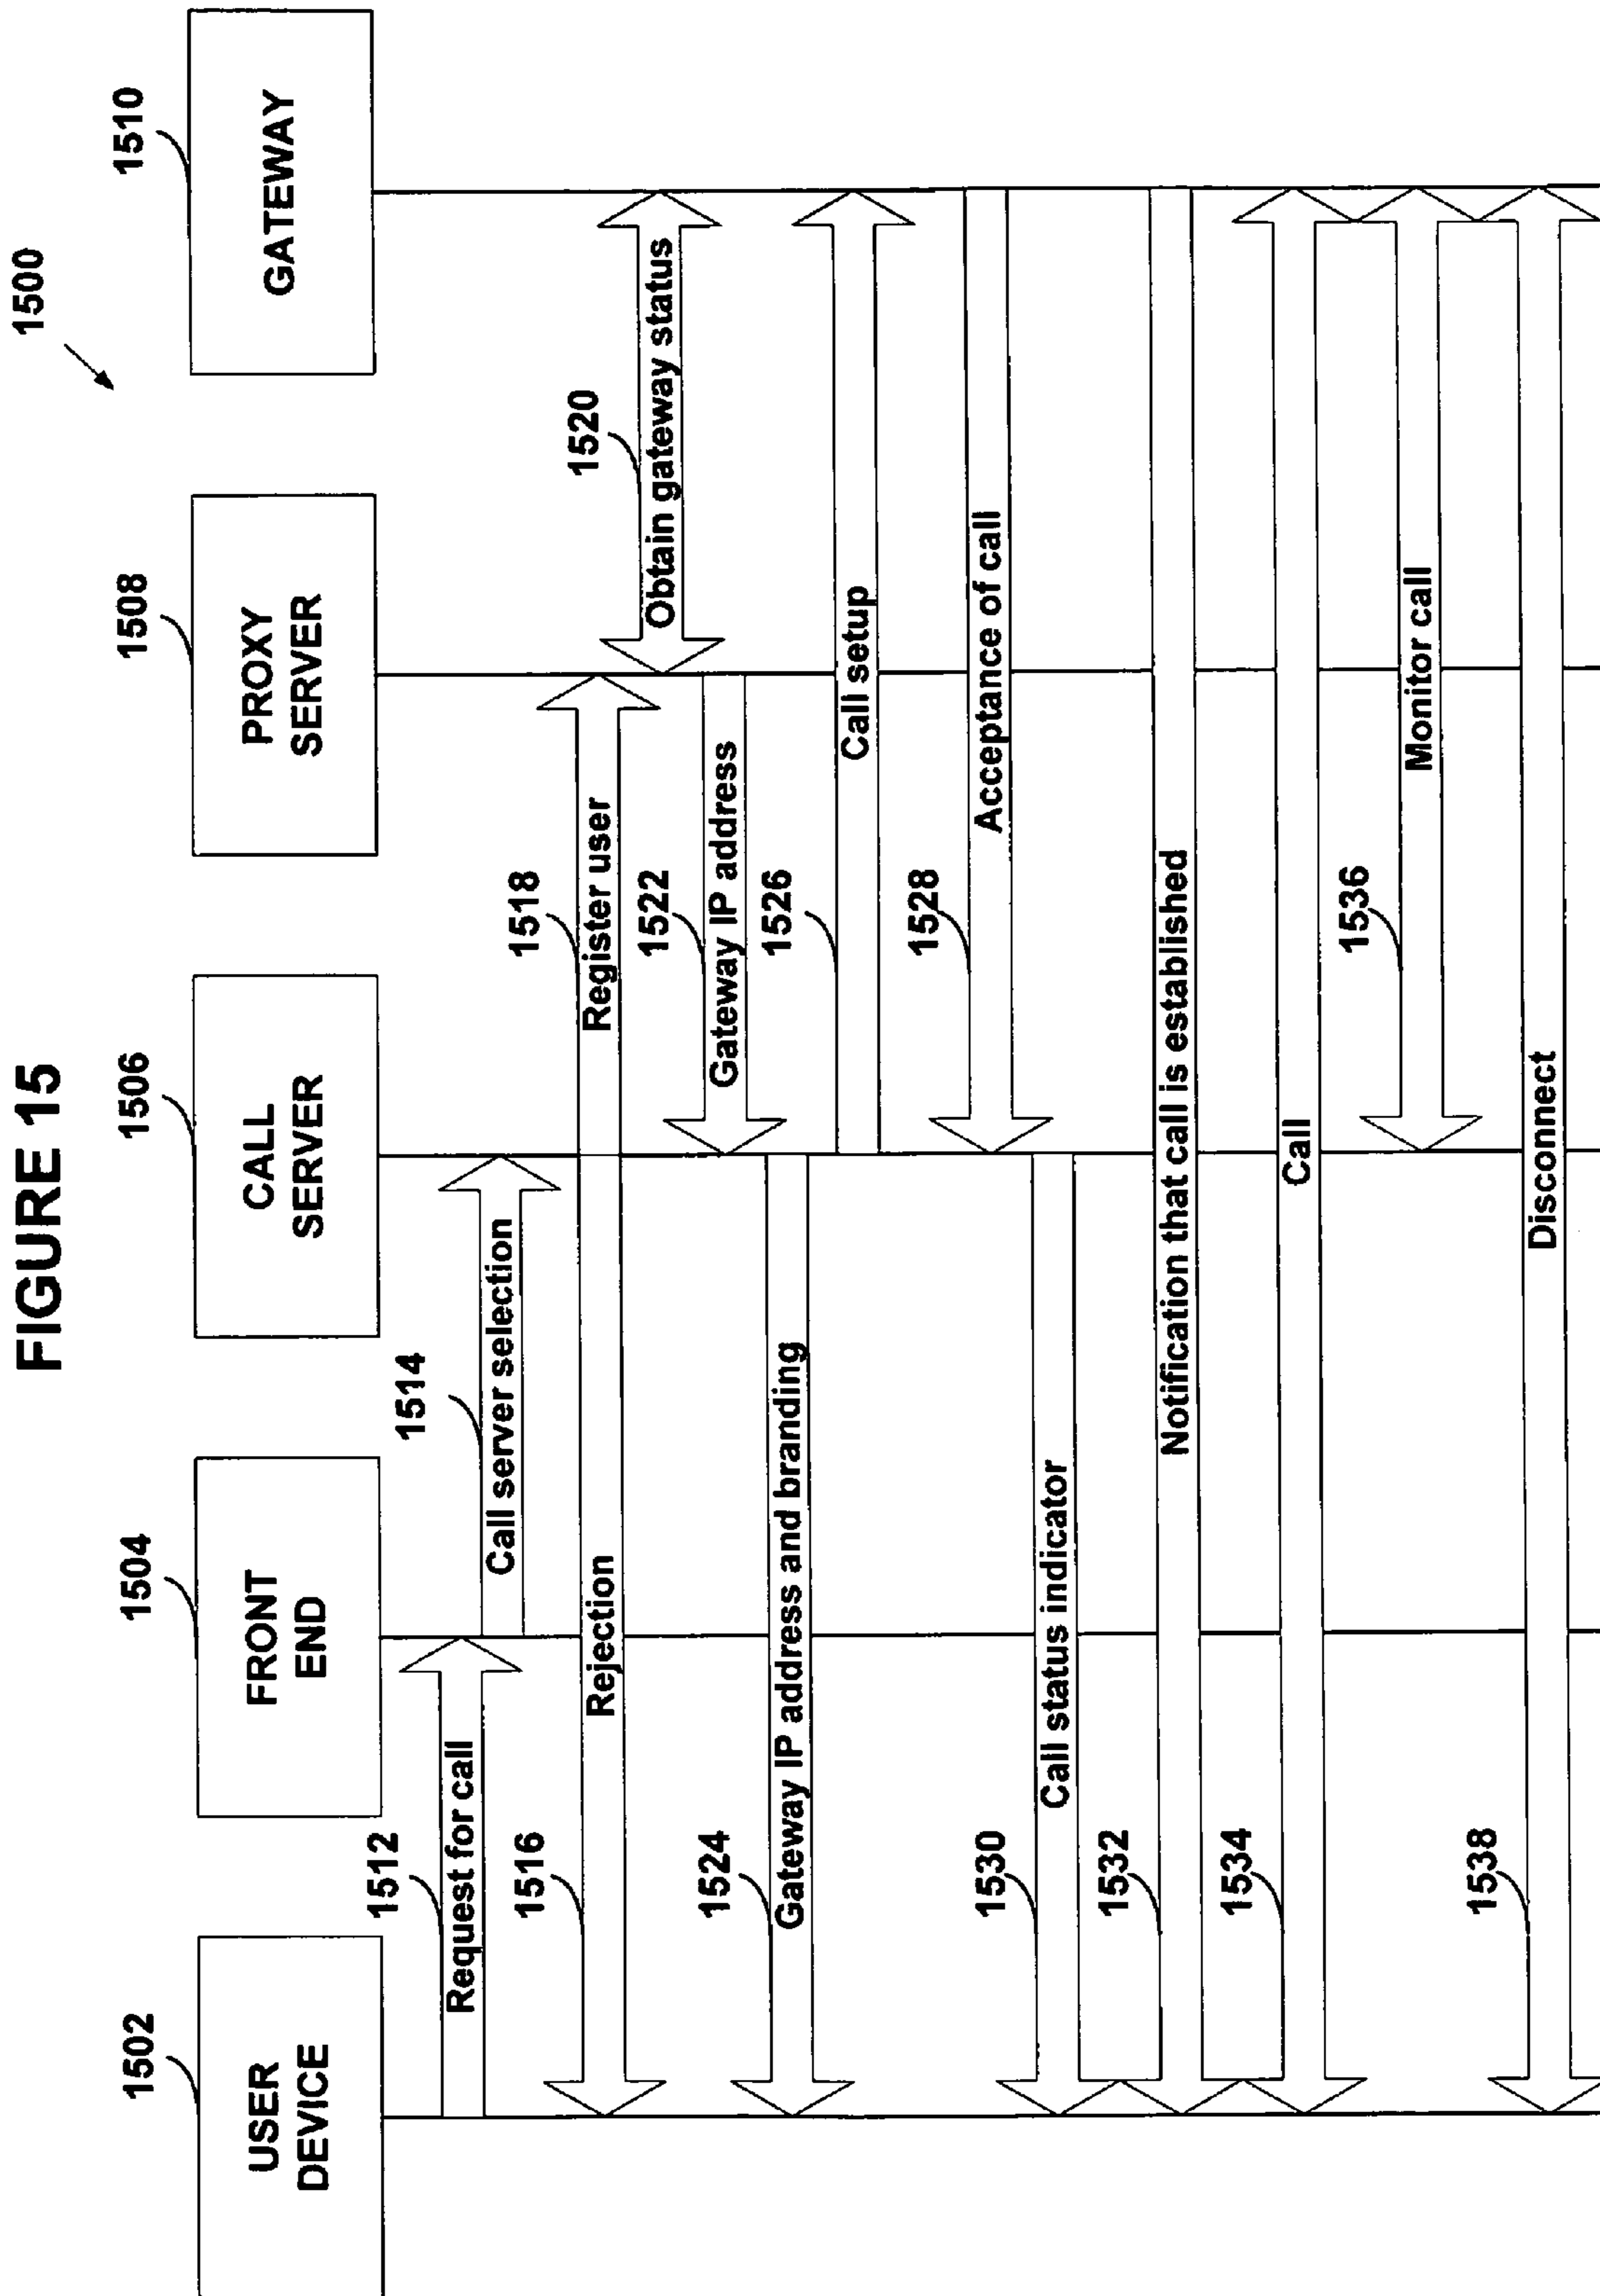 FIGURE 15
1500
1502
1504
1506
1508
1510
USER
DEVICE
FRONT
END
CALL
SERVER
PROXY
SERVER
GATEWAY
1512
Request for call
1514
Call server selection
1516
Rejection
1518
Register user
1520
Obtain gateway status
1522
Gateway IP address
1524
Gateway IP address and branding
1526
Call setup
1528
Acceptance of call
1530
Call status indicator
1532
Notification that call is established
1534
Call
1536
Monitor call
1538
Disconnect